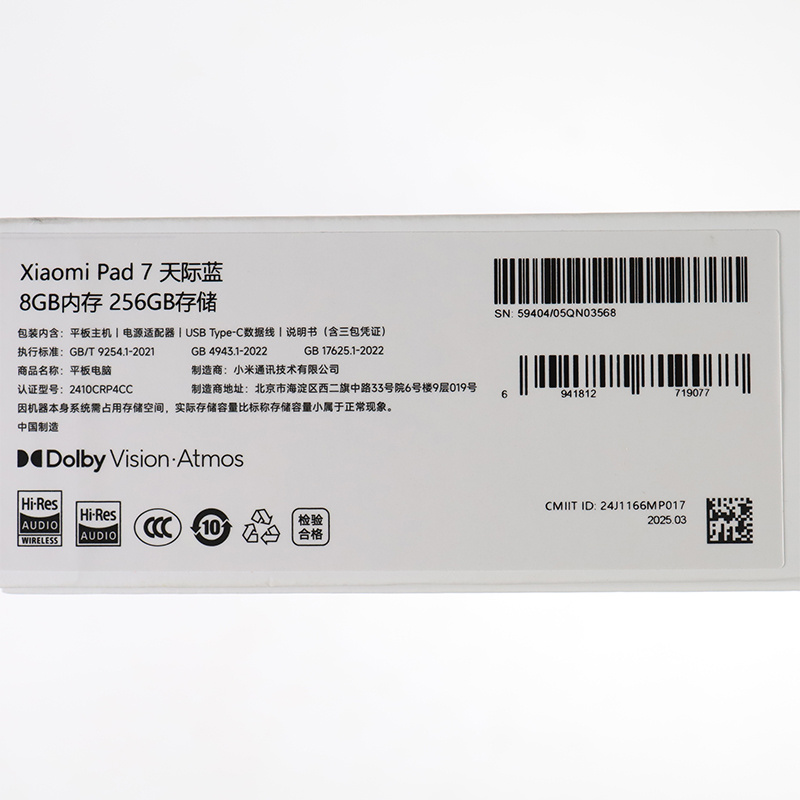 Xiaomi Pad 7 天际蓝
8GB内存 256GB存储
包装内含：平板主机 | 电源适配器 | USB Type-C数据线 | 说明书（含三包凭证）
执行标准：GB/T 9254.1-2021 GB 4943.1-2022 GB 17625.1-2022
商品名称：平板电脑 制造商：小米通讯技术有限公司
认证型号：2410CRP4CC 制造商地址：北京市海淀区西二旗中路33号院6号楼9层019号
因机器本身系统需占用存储空间，实际存储容量比标称存储容量小属于正常现象。
中国制造
Dolby Vision·Atmos
Hi-Res AUDIO WIRELESS
Hi-Res AUDIO
CCC
10
检验
合格
SN: 59404/05QN03568
6 941812 719077
CMIIT ID: 24J1166MP017
2025.03